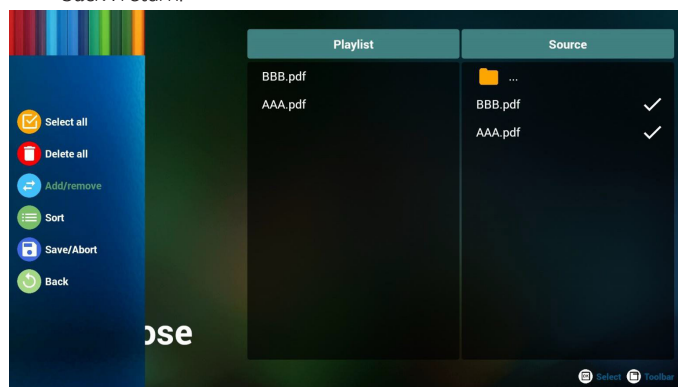 Playlist
Source
BBB.pdf
AAA.pdf
...
BBB.pdf
AAA.pdf
Select all
Delete all
Add/remove
Sort
Save/Abort
Back
ose
Select
Toolbar